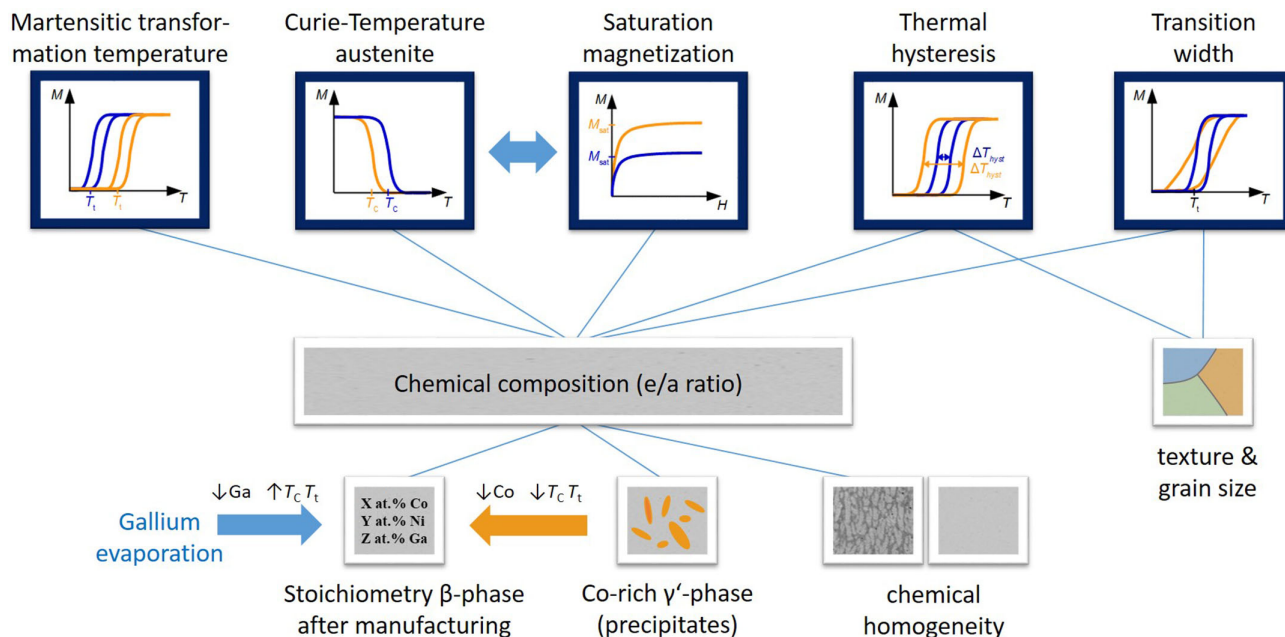 Martensitic transfor-
mation temperature
Curie-Temperature
austenite
Saturation
magnetization
Thermal
hysteresis
Transition
width
M
T
Tt
Tt
M
T
TC
TC
M
Msat
Msat
H
M
ΔThyst
ΔThyst
T
M
Tt
T
Chemical composition (e/a ratio)
texture &
grain size
↓Ga ↑TC Tt
Gallium
evaporation
X at.% Co
Y at.% Ni
Z at.% Ga
↓Co ↓TC Tt
Stoichiometry β-phase
after manufacturing
Co-rich γ‘-phase
(precipitates)
chemical
homogeneity